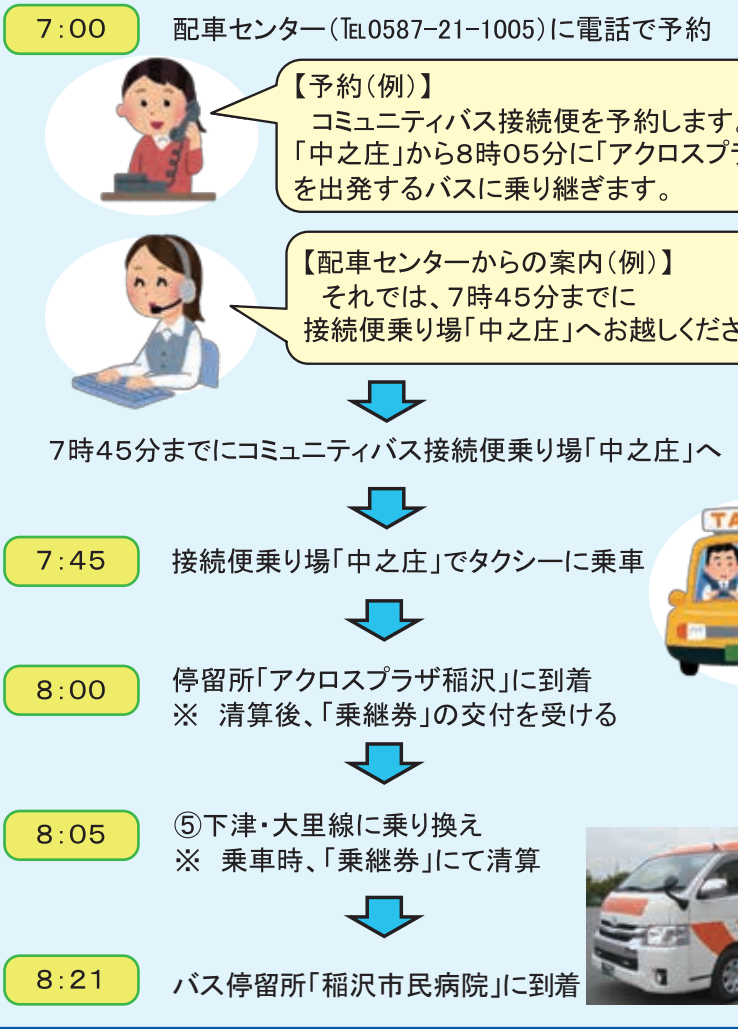 7:00 配車センター(℡0587-21-1005)に電話で予約
【予約(例)】
コミュニティバス接続便を予約します。
「中之庄」から8時05分に「アクロスプラ
を出発するバスに乗り継ぎます。
【配車センターからの案内(例)】
それでは、7時45分までに
接続便乗り場「中之庄」へお越しくださ
7時45分までにコミュニティバス接続便乗り場「中之庄」へ
TA
7:45 接続便乗り場「中之庄」でタクシーに乗車
8:00 停留所「アクロスプラザ稲沢」に到着
※ 清算後、「乗継券」の交付を受ける
8:05 ⑤下津・大里線に乗り換え
※ 乗車時、「乗継券」にて清算
8:21 バス停留所「稲沢市民病院」に到着